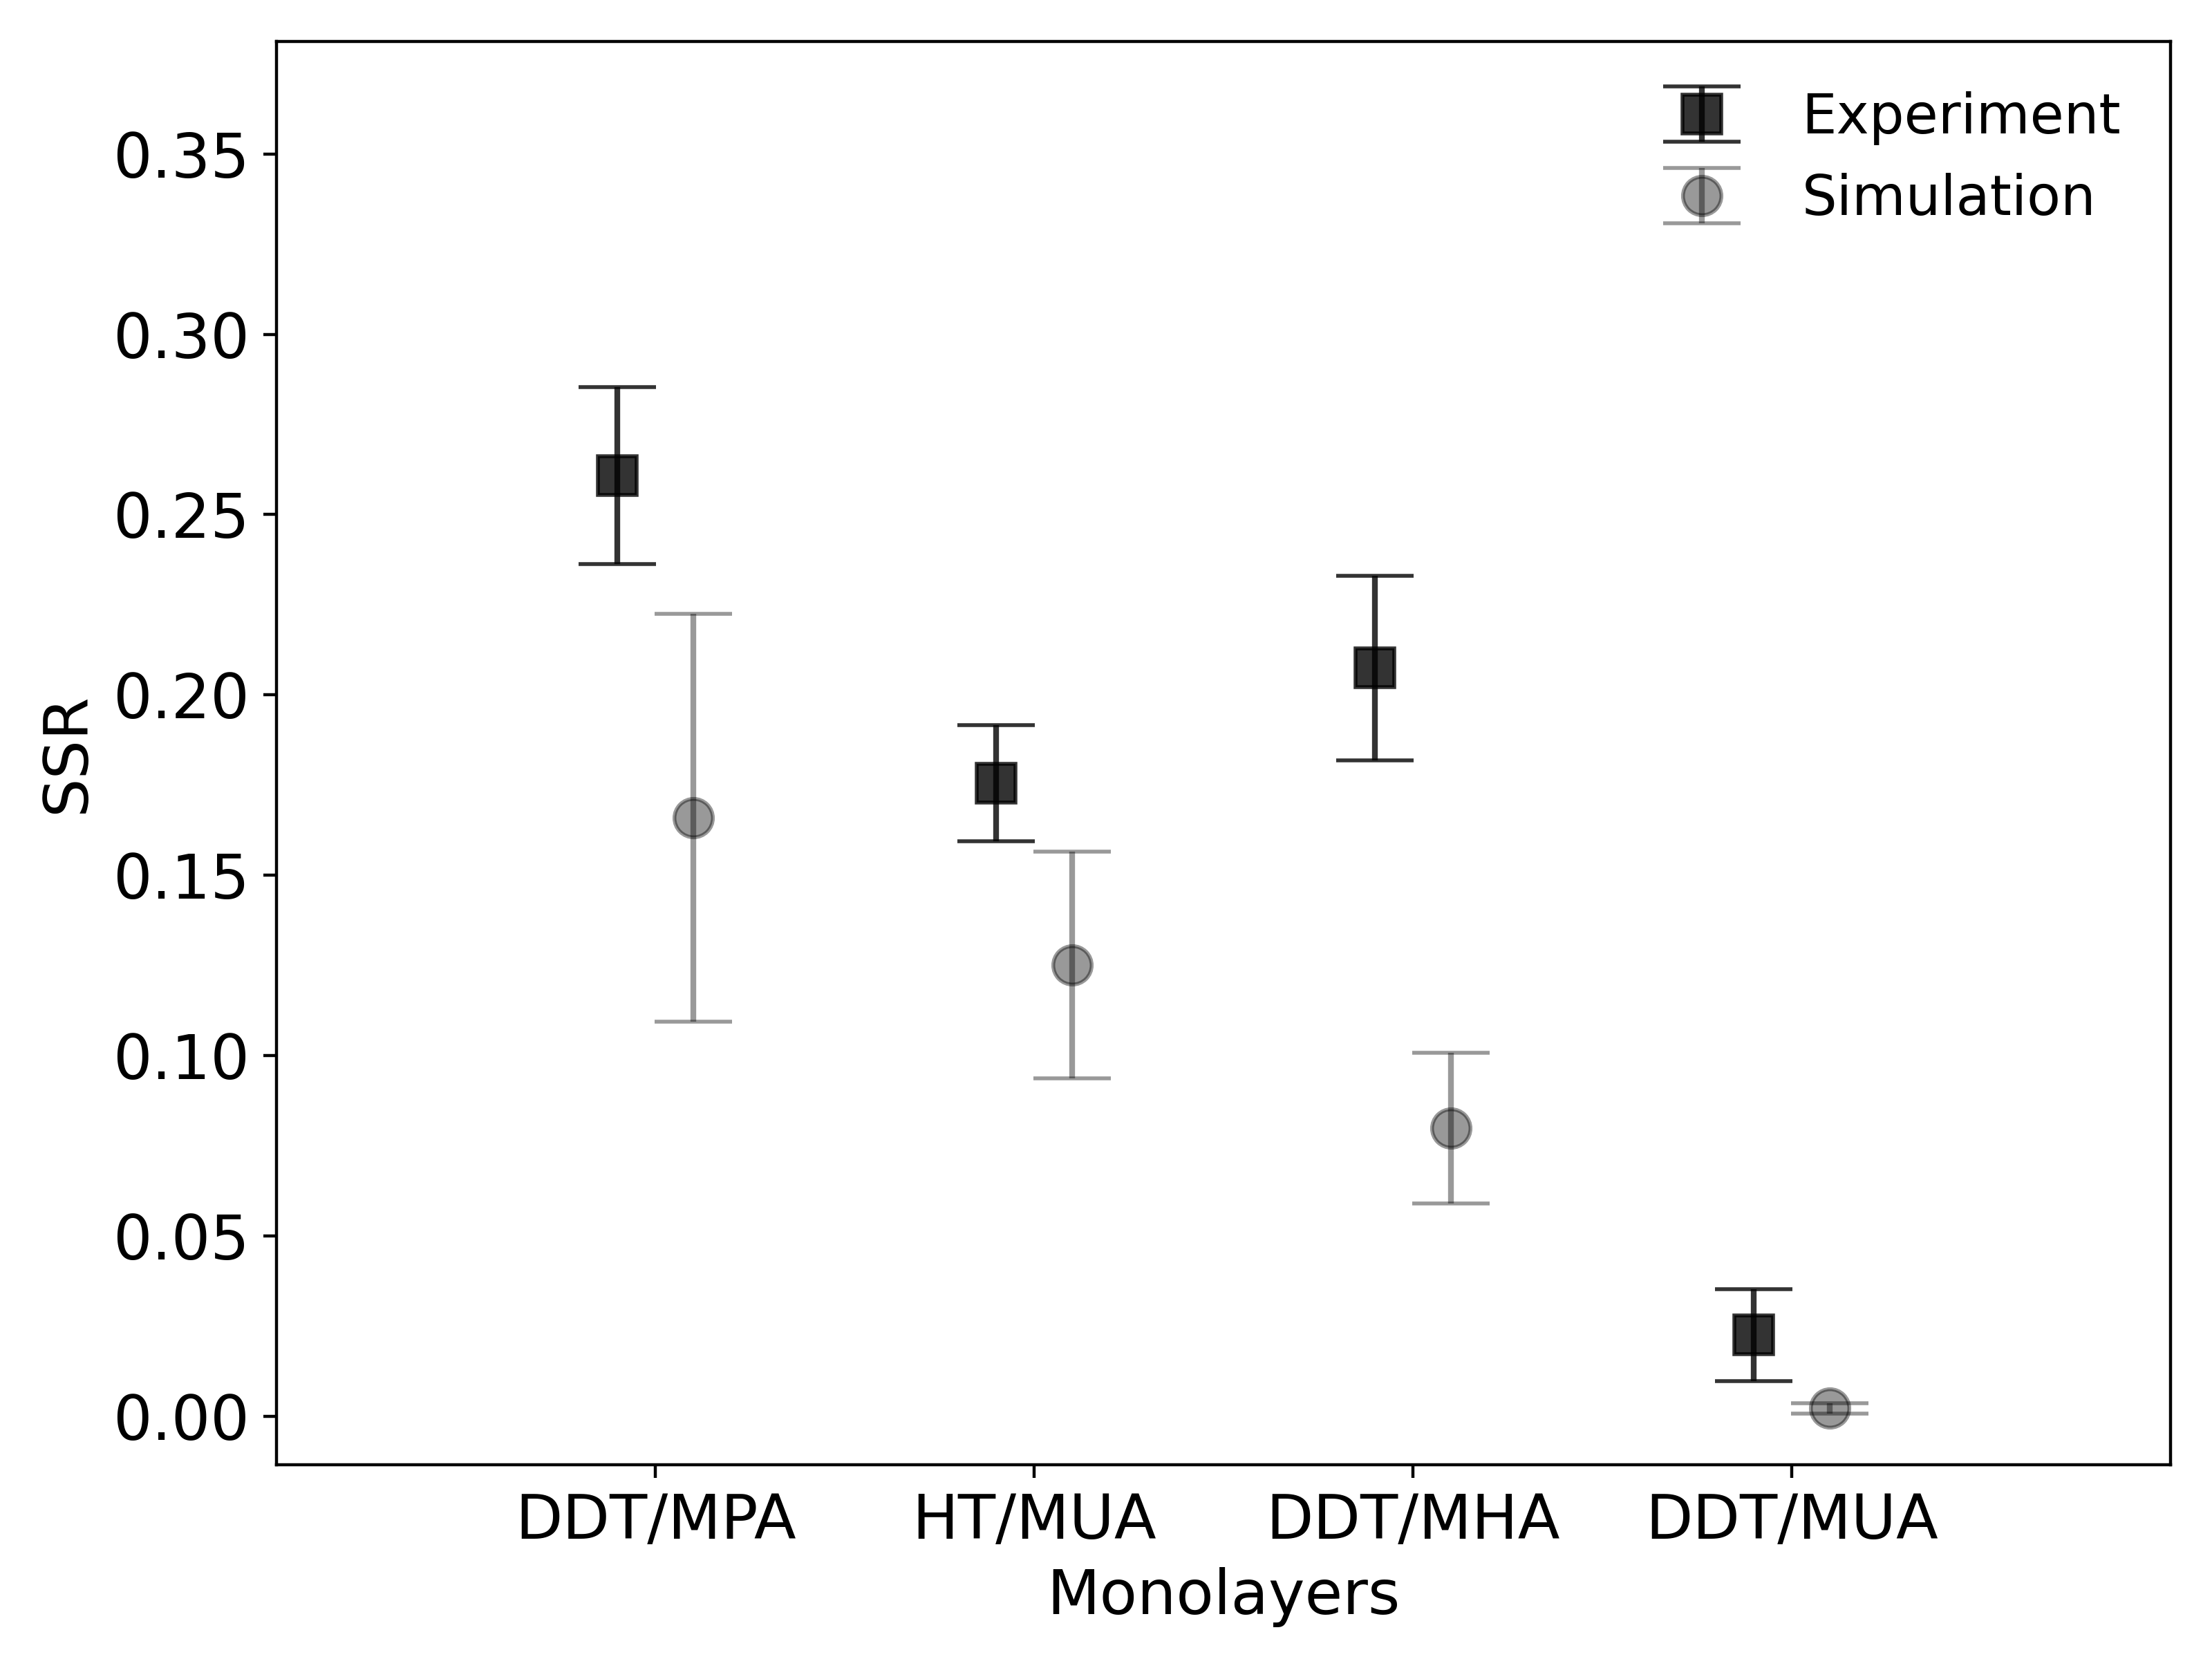 Experiment
Simulation
0.35
0.30
0.25
0.20
0.15
0.10
0.05
0.00
SSR
DDT/MPA HT/MUA DDT/MHA DDT/MUA
Monolayers